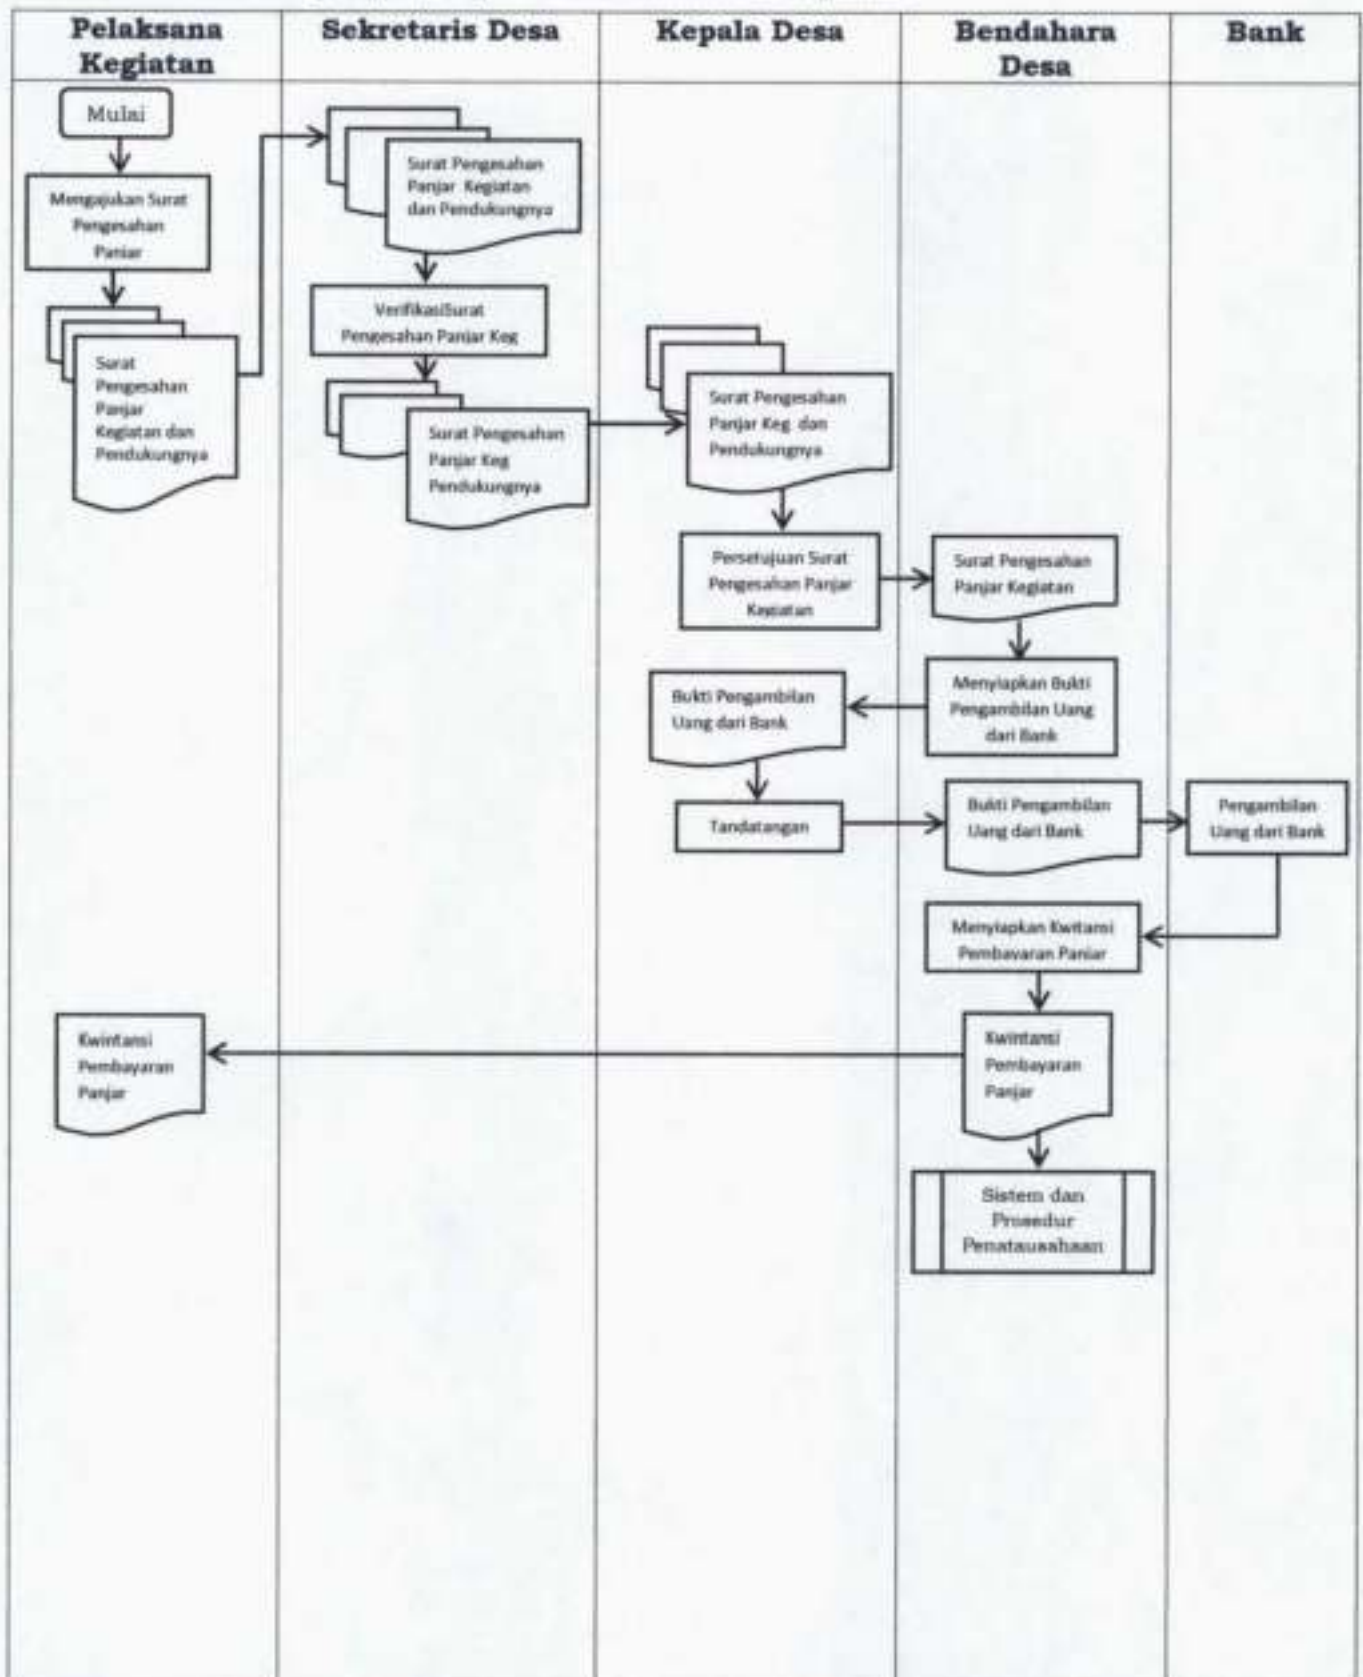 Pelaksana
Kegiatan
Sekretaris Desa
Kepala Desa
Bendahara
Desa
Bank
Mulai
Mengajukan Surat
Pengesahan
Panjar
Surat
Pengesahan
Panjar
Kegiatan dan
Pendukungnya
Surat Pengesahan
Panjar Kegiatan
dan Pendukungnya
VerifikasiSurat
Pengesahan Panjar Keg
Surat Pengesahan
Panjar Keg
Pendukungnya
Surat Pengesahan
Panjar Keg dan
Pendukungnya
Persetujuan Surat
Pengesahan Panjar
Kegiatan
Surat Pengesahan
Panjar Kegiatan
Menyiapkan Bukti
Pengambilan Uang
dari Bank
Bukti Pengambilan
Uang dari Bank
Tandatangan
Bukti Pengambilan
Uang dari Bank
Pengambilan
Uang dari Bank
Menyiapkan Kwitansi
Pembayaran Panjar
Kwintansi
Pembayaran
Panjar
Kwintansi
Pembayaran
Panjar
Sistem dan
Prosedur
Penatausahaan